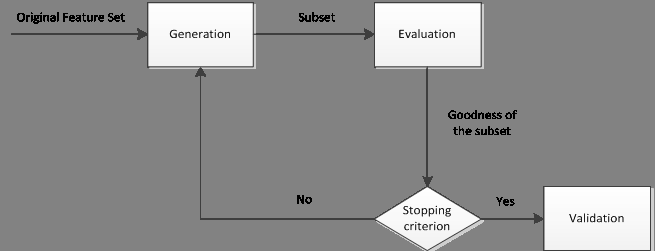 Original Feature Set
Generation
Subset
Evaluation
Goodness of
the subset
No
Stopping
criterion
Yes
Validation